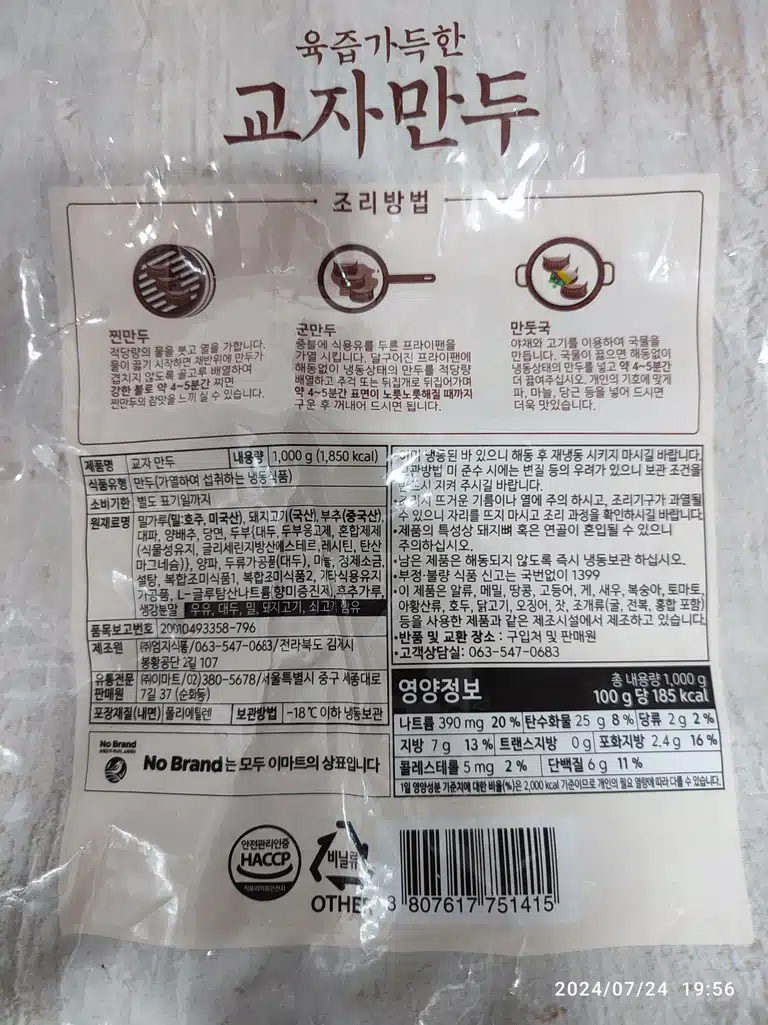 육즙가득한
교자만두
조리방법
찐만두
적당량의 물을 붓고 열을 가합니다.
물이 끓기 시작하면 채반위에 만두가
겹치지 않도록 골고루 배열하여
강한 불로 약 4~5분간 찌면
찐만두의 참맛을 느끼실 수 있습니다.
군만두
중불에 식용유를 두른 프라이팬을
가열 시킵니다. 달구어진 프라이팬에
해동없이 냉동상태의 만두를 적당량
배열하고 주걱 또는 뒤집개로 뒤집어가며
약 4~5분간 표면이 노릇노릇해질 때까지
구운 후 꺼내어 드시면 됩니다.
만둣국
야채와 고기를 이용하여 국물을
만듭니다. 국물이 끓으면 해동없이
냉동상태의 만두를 넣고 약 4~5분간
더 끓여주십시오. 개인의 기호에 맞게
파, 마늘, 당근 등을 넣어 드시면
더욱 맛있습니다.
제품명 교자 만두 내용량 1,000 g (1,850 kcal)
식품유형 만두(가열하여 섭취하는 냉동식품)
소비기한 별도 표기일까지
원재료명 밀가루(밀:호주, 미국산), 돼지고기(국산), 부추(중국산),
대파, 양배추, 당면, 두부{대두, 두부응고제, 혼합제제
(식물성유지, 글리세린지방산에스테르, 레시틴, 탄산
마그네슘)}, 양파, 두류가공품(대두), 마늘, 정제소금,
설탕, 복합조미식품1, 복합조미식품2, 기타식용유지
가공품, L-글루탐산나트륨(향미증진제), 후추가루,
생강분말 우유, 대두, 밀, 돼지고기, 쇠고기 함유
품목보고번호 20010493358-796
제조원 ㈜엄지식품/063-547-0683/전라북도 김제시
봉황공단 2길 107
유통전문판매원 ㈜이마트/02)380-5678/서울특별시 중구 세종대로
7길 37 (순화동)
포장재질(내면) 폴리에틸렌 보관방법 -18℃ 이하 냉동보관
No Brand
No Brand는 모두 이마트의 상표입니다
이미 냉동된 바 있으니 해동 후 재냉동 시키지 마시길 바랍니다.
보관방법 미 준수 시에는 변질 등의 우려가 있으니 보관 조건을
반드시 지켜 주시길 바랍니다.
•조리시 뜨거운 기름이나 열에 주의 하시고, 조리기구가 과열될
수 있으니 자리를 뜨지 마시고 조리 과정을 확인하시길 바랍니다.
•제품의 특성상 돼지뼈 혹은 연골이 혼입될 수 있으니
주의하십시오.
•남은 제품은 해동되지 않도록 즉시 냉동보관 하십시오.
•부정·불량 식품 신고는 국번없이 1399
•이 제품은 알류, 메밀, 땅콩, 고등어, 게, 새우, 복숭아, 토마토,
아황산류, 호두, 닭고기, 오징어, 잣, 조개류(굴, 전복, 홍합 포함)
등을 사용한 제품과 같은 제조시설에서 제조하고 있습니다.
•반품 및 교환 장소 : 구입처 및 판매원
•고객상담실: 063-547-0683
영양정보 총 내용량 1,000 g
100 g 당 185 kcal
나트륨 390 mg 20 % 탄수화물 25 g 8 % 당류 2 g 2 %
지방 7 g 13 % 트랜스지방 0 g 포화지방 2.4 g 16 %
콜레스테롤 5 mg 2 % 단백질 6 g 11 %
1일 영양성분 기준치에 대한 비율(%)은 2,000 kcal 기준이므로 개인의 필요 열량에 따라 다를 수 있습니다.
안전관리인증
HACCP
식품의약품안전처
비닐류
OTHER
8 807617 751415
2024/07/24 19:56